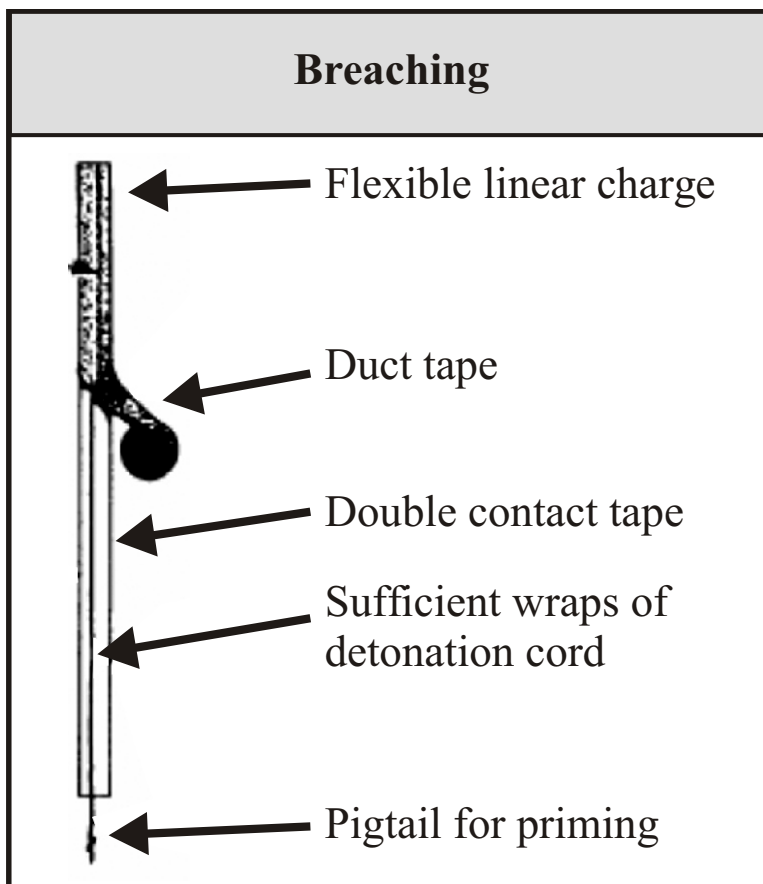 Breaching
Flexible linear charge
Duct tape
Double contact tape
Sufficient wraps of
detonation cord
Pigtail for priming